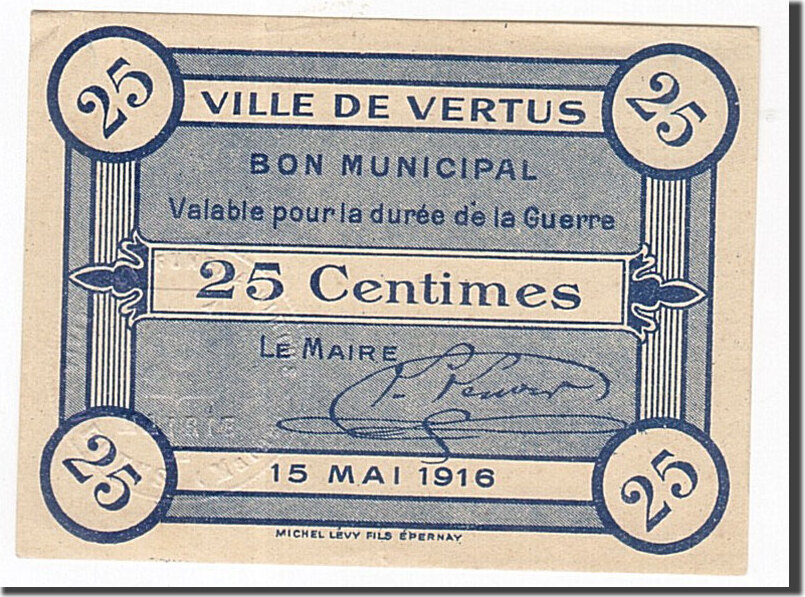 25 25
VILLE DE VERTUS
BON MUNICIPAL
Valable pour la durée de la Guerre
25 Centimes
LE MAIRE
15 MAI 1916
25 25
MICHEL LÉVY FILS ÉPERNAY